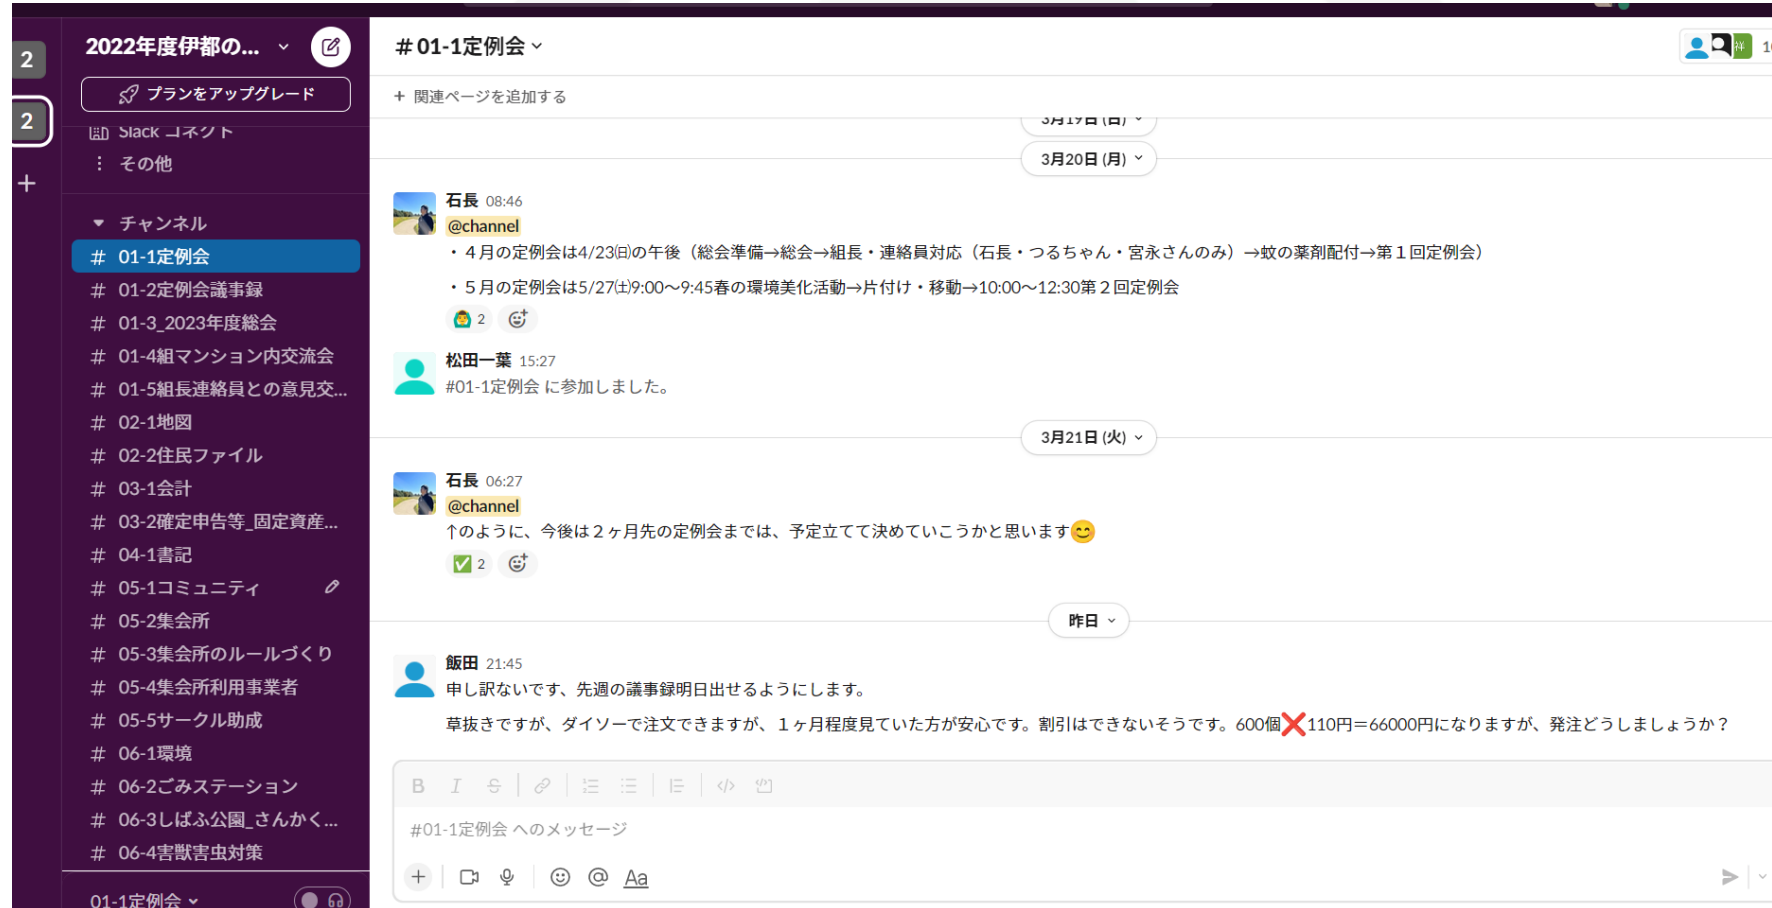 2
2
2022年度伊都の...
プランをアップグレード
Slack コネクト
その他
チャンネル
# 01-1定例会
# 01-2定例会議事録
# 01-3_2023年度総会
# 01-4組マンション内交流会
# 01-5組長連絡員との意見交...
# 02-1地図
# 02-2住民ファイル
# 03-1会計
# 03-2確定申告等_固定資産...
# 04-1書記
# 05-1コミュニティ
# 05-2集会所
# 05-3集会所のルールづくり
# 05-4集会所利用事業者
# 05-5サークル助成
# 06-1環境
# 06-2ごみステーション
# 06-3しばふ公園_さんかく...
# 06-4害獣害虫対策
01-1定例会
# 01-1定例会
祥
+ 関連ページを追加する
3月19日 (日)
3月20日 (月)
石長 08:46
@channel
・４月の定例会は4/23㈰の午後（総会準備→総会→組長・連絡員対応（石長・つるちゃん・宮永さんのみ）→蚊の薬剤配付→第１回定例会）
・５月の定例会は5/27㈯9:00〜9:45春の環境美化活動→片付け・移動→10:00〜12:30第２回定例会
2
松田一葉 15:27
#01-1定例会 に参加しました。
3月21日 (火)
石長 06:27
@channel
↑のように、今後は２ヶ月先の定例会までは、予定立てて決めていこうかと思います😊
✅ 2
昨日
飯田 21:45
申し訳ないです、先週の議事録明日出せるようにします。
草抜きですが、ダイソーで注文できますが、１ヶ月程度見ていた方が安心です。割引はできないそうです。600個❌110円＝66000円になりますが、発注どうしましょうか？
B I S
#01-1定例会 へのメッセージ
@ Aa